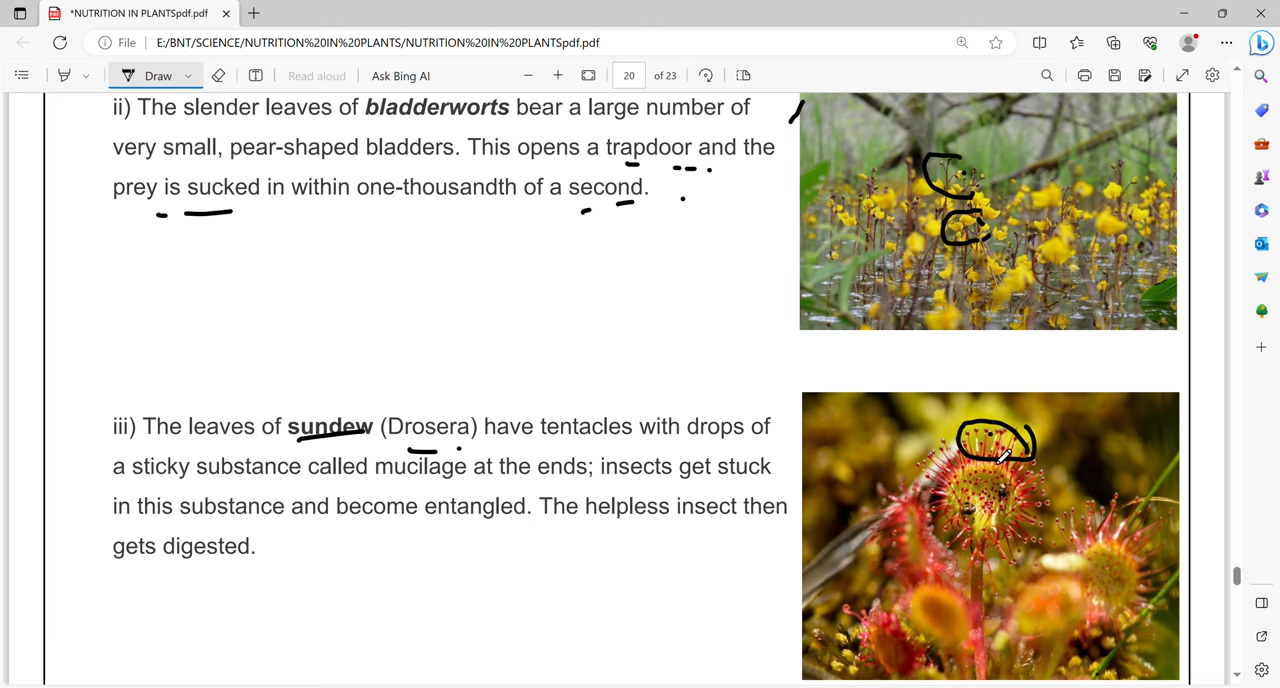 *NUTRITION IN PLANTSpdf.pdf
File E:/BNT/SCIENCE/NUTRITION%20IN%20PLANTS/NUTRITION%20IN%20PLANTSpdf.pdf
Draw Read aloud Ask Bing AI 20 of 23
ii) The slender leaves of bladderworts bear a large number of
very small, pear-shaped bladders. This opens a trapdoor and the
prey is sucked in within one-thousandth of a second.
iii) The leaves of sundew (Drosera) have tentacles with drops of
a sticky substance called mucilage at the ends; insects get stuck
in this substance and become entangled. The helpless insect then
gets digested.